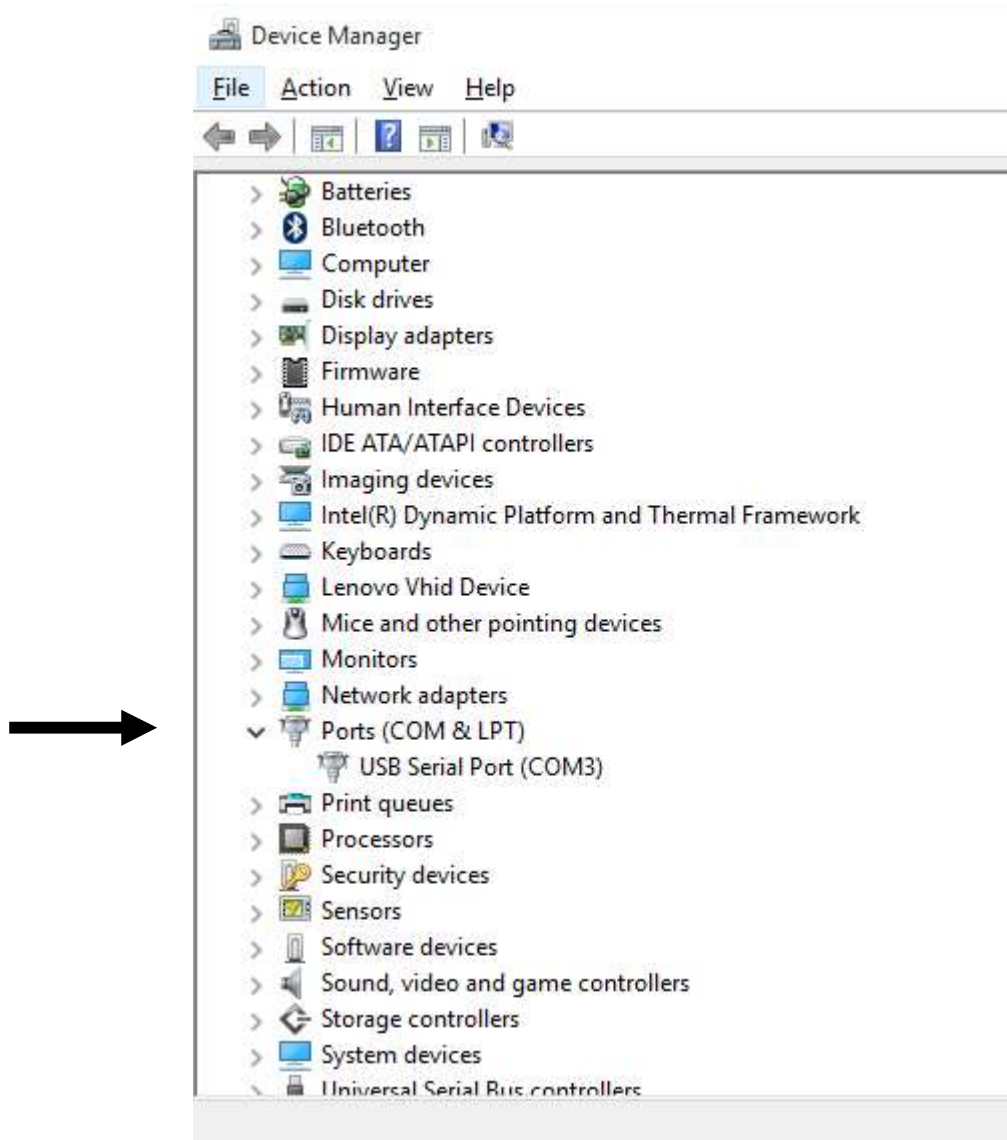 Device Manager
File Action View Help
Batteries
Bluetooth
Computer
Disk drives
Display adapters
Firmware
Human Interface Devices
IDE ATA/ATAPI controllers
Imaging devices
Intel(R) Dynamic Platform and Thermal Framework
Keyboards
Lenovo Vhid Device
Mice and other pointing devices
Monitors
Network adapters
Ports (COM & LPT)
USB Serial Port (COM3)
Print queues
Processors
Security devices
Sensors
Software devices
Sound, video and game controllers
Storage controllers
System devices
Universal Serial Bus controllers